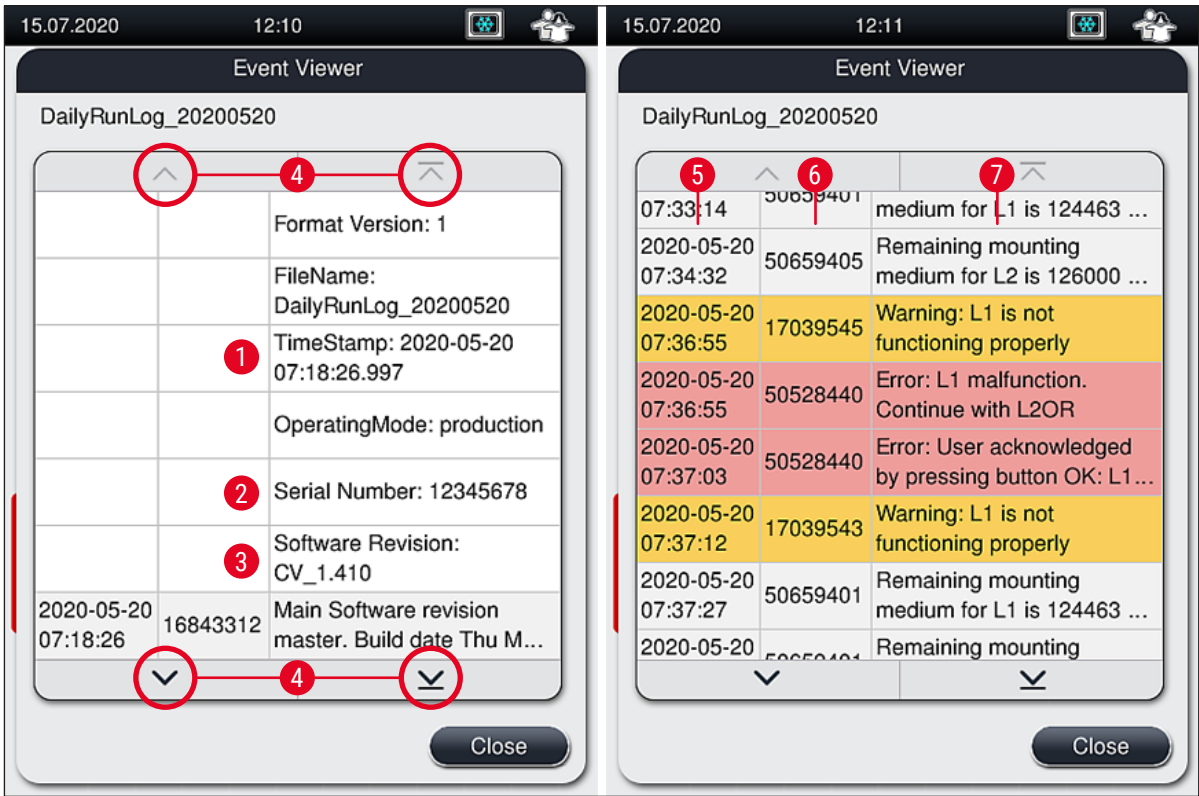 15.07.2020 12:10
Event Viewer
DailyRunLog_20200520
4
Format Version: 1
FileName:
DailyRunLog_20200520
1
TimeStamp: 2020-05-20
07:18:26.997
OperatingMode: production
2
Serial Number: 12345678
3
Software Revision:
CV_1.410
2020-05-20
07:18:26
16843312
Main Software revision
master. Build date Thu M...
4
Close
15.07.2020 12:11
Event Viewer
DailyRunLog_20200520
5
6
7
07:33:14
50659401
medium for L1 is 124463 ...
2020-05-20
07:34:32
50659405
Remaining mounting
medium for L2 is 126000 ...
2020-05-20
07:36:55
17039545
Warning: L1 is not
functioning properly
2020-05-20
07:36:55
50528440
Error: L1 malfunction.
Continue with L2OR
2020-05-20
07:37:03
50528440
Error: User acknowledged
by pressing button OK: L1...
2020-05-20
07:37:12
17039543
Warning: L1 is not
functioning properly
2020-05-20
07:37:27
50659401
Remaining mounting
medium for L1 is 124463 ...
2020-05-20
50659401
Remaining mounting
Close